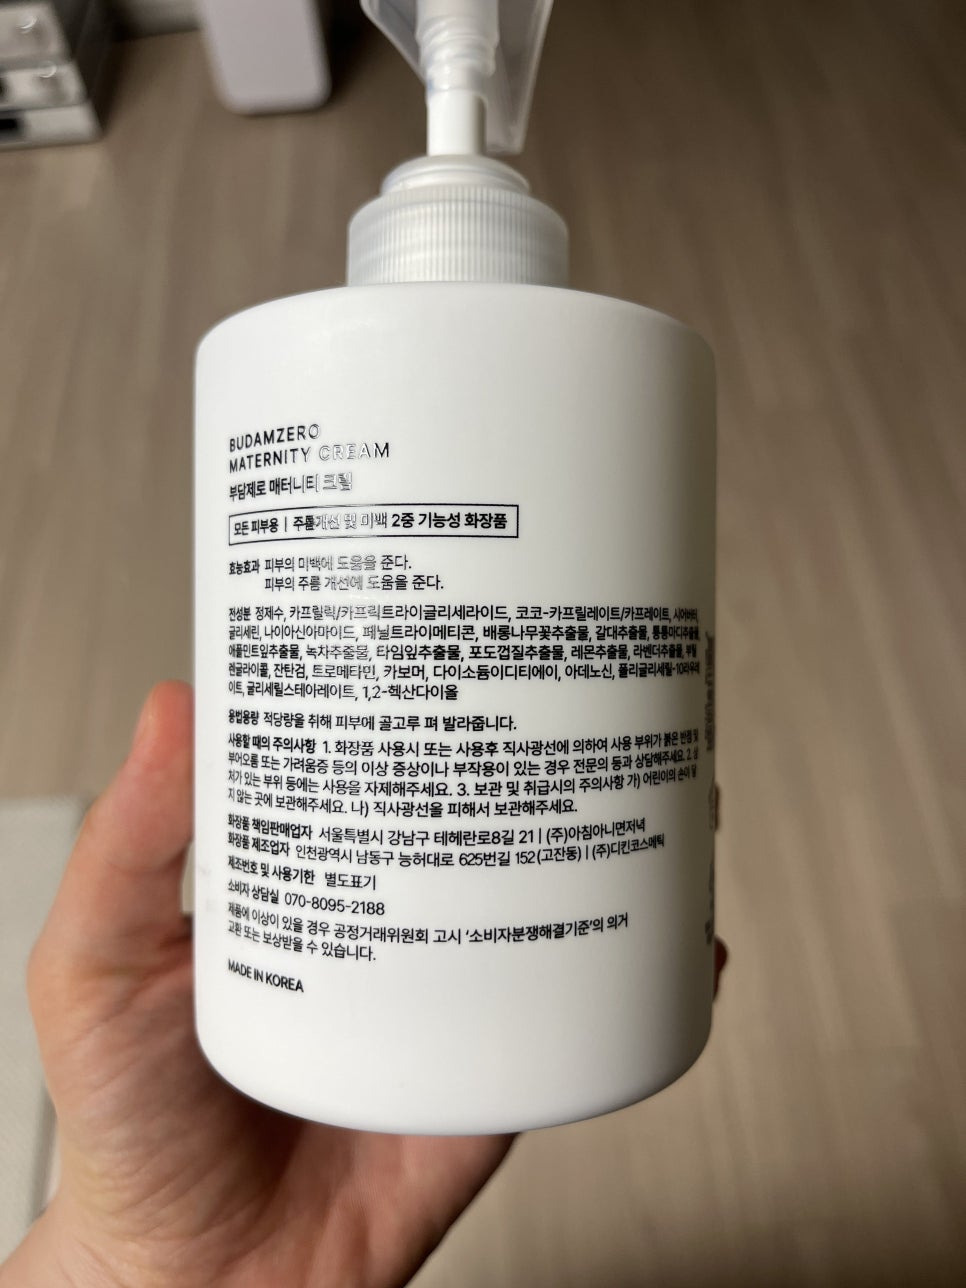 BUDAMZERO
MATERNITY CREAM
부담제로 매터니티 크림
모든 피부용 | 주름개선 및 미백 2중 기능성 화장품
효능효과 피부의 미백에 도움을 준다.
피부의 주름 개선에 도움을 준다.
전성분 정제수, 카프릴릭/카프릭트라이글리세라이드, 코코-카프릴레이트/카프레이트, 시어버터,
글리세린, 나이아신아마이드, 페닐트라이메티콘, 배롱나무꽃추출물, 갈대추출물, 통통마디추출물,
애플민트잎추출물, 녹차추출물, 타임잎추출물, 포도껍질추출물, 레몬추출물, 라벤더추출물, 부틸
렌글라이콜, 잔탄검, 트로메타민, 카보머, 다이소듐이디티에이, 아데노신, 폴리글리세릴-10라우레
이트, 글리세릴스테아레이트, 1,2-헥산다이올
용법용량 적당량을 취해 피부에 골고루 펴 발라줍니다.
사용할 때의 주의사항 1. 화장품 사용시 또는 사용후 직사광선에 의하여 사용 부위가 붉은 반점 및
부어오름 또는 가려움증 등의 이상 증상이나 부작용이 있는 경우 전문의 등과 상담해주세요. 2. 상
처가 있는 부위 등에는 사용을 자제해주세요. 3. 보관 및 취급시의 주의사항 가) 어린이의 손이 닿
지 않는 곳에 보관해주세요. 나) 직사광선을 피해서 보관해주세요.
화장품 책임판매업자 서울특별시 강남구 테헤란로8길 21 | (주)아침아니면저녁
화장품 제조업자 인천광역시 남동구 능허대로 625번길 152(고잔동) | (주)디킨코스메틱
제조번호 및 사용기한 별도표기
소비자 상담실 070-8095-2188
제품에 이상이 있을 경우 공정거래위원회 고시 '소비자분쟁해결기준'의 의거
교환 또는 보상받을 수 있습니다.
MADE IN KOREA